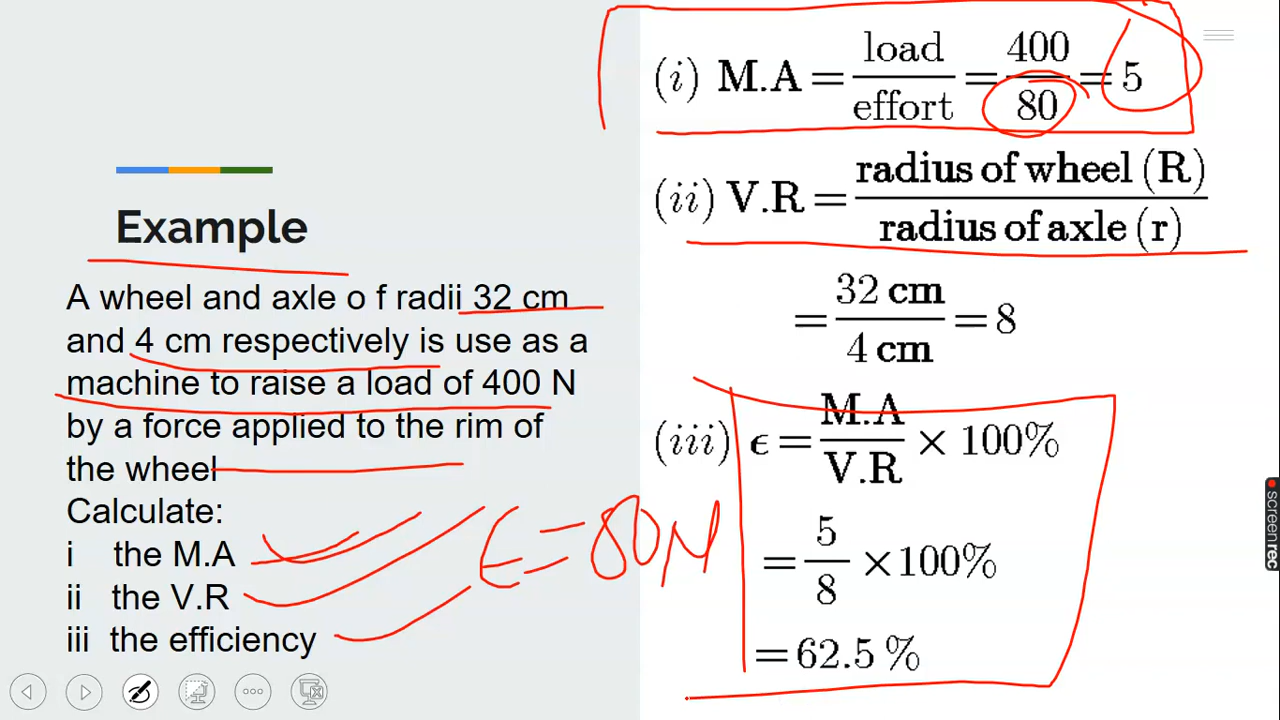 Example
A wheel and axle o f radii 32 cm
and 4 cm respectively is use as a
machine to raise a load of 400 N
by a force applied to the rim of
the wheel
Calculate:
i the M.A
ii the V.R
iii the efficiency
E = 80N
(i) M.A = load/effort = 400/80 = 5
(ii) V.R = radius of wheel (R)/radius of axle (r)
= 32 cm/4 cm = 8
(iii) ϵ = M.A/V.R × 100%
= 5/8 × 100%
= 62.5 %
screenrec